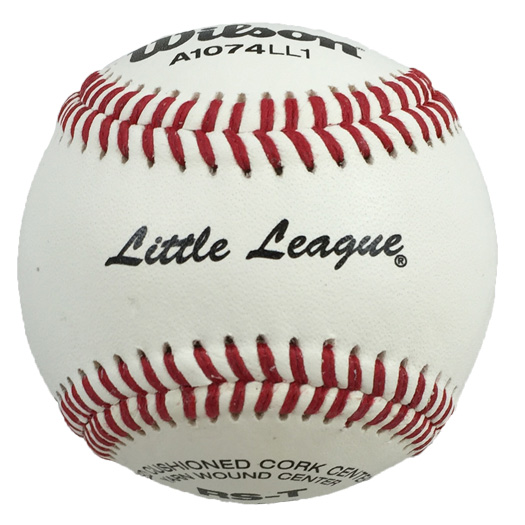 Wilson
A1074LL1
Little League®
CUSHIONED CORK CENTER
YARN WOUND CENTER
RS-T